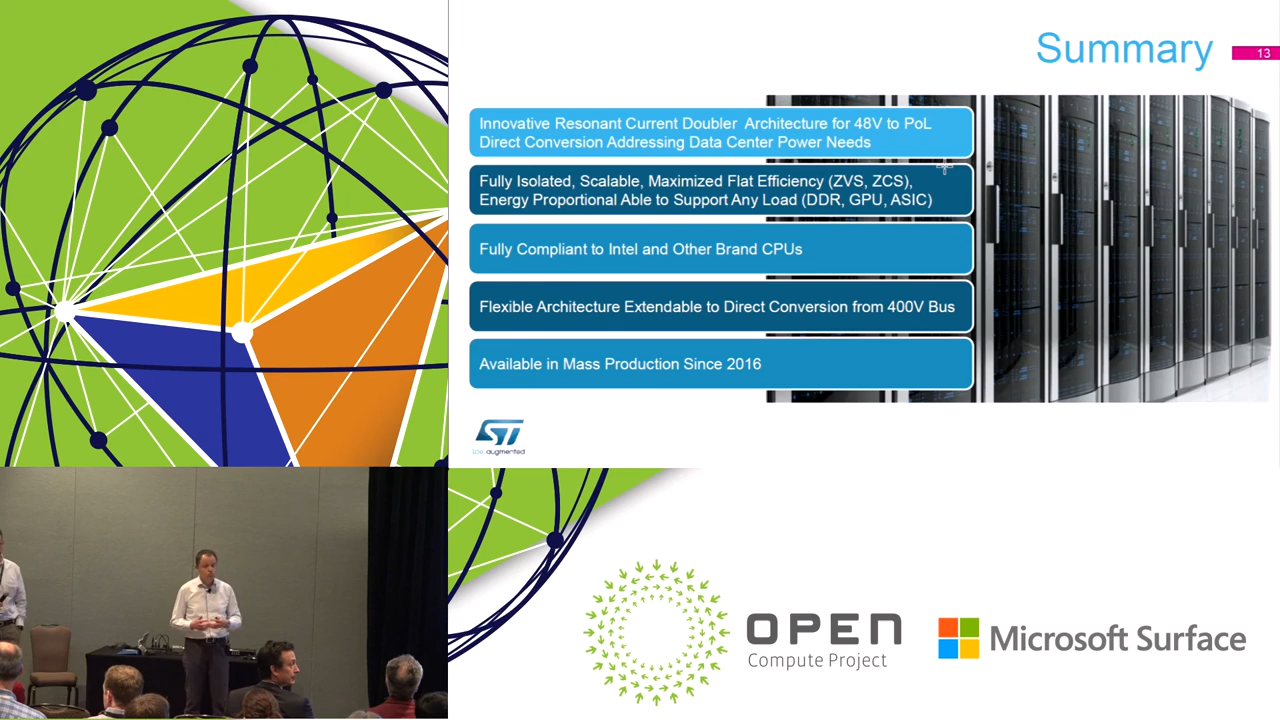 Summary
13
Innovative Resonant Current Doubler Architecture for 48V to PoL
Direct Conversion Addressing Data Center Power Needs
Fully Isolated, Scalable, Maximized Flat Efficiency (ZVS, ZCS),
Energy Proportional Able to Support Any Load (DDR, GPU, ASIC)
Fully Compliant to Intel and Other Brand CPUs
Flexible Architecture Extendable to Direct Conversion from 400V Bus
Available in Mass Production Since 2016
ST
life.augmented
OPEN
Compute Project
Microsoft Surface